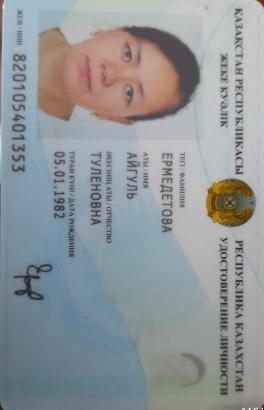 ҚАЗАҚСТАН РЕСПУБЛИКАСЫ
ЖЕКЕ КУӘЛІК
РЕСПУБЛИКА КАЗАХСТАН
УДОСТОВЕРЕНИЕ ЛИЧНОСТИ
ТЕГІ / ФАМИЛИЯ
ЕРМЕДЕТОВА
АТЫ / ИМЯ
АЙГУЛЬ
ӘКЕСІНІҢ АТЫ / ОТЧЕСТВО
ТУЛЕНОВНА
ТУҒАН КҮНІ / ДАТА РОЖДЕНИЯ
05.01.1982
ЖСН / ИИН
820105401353